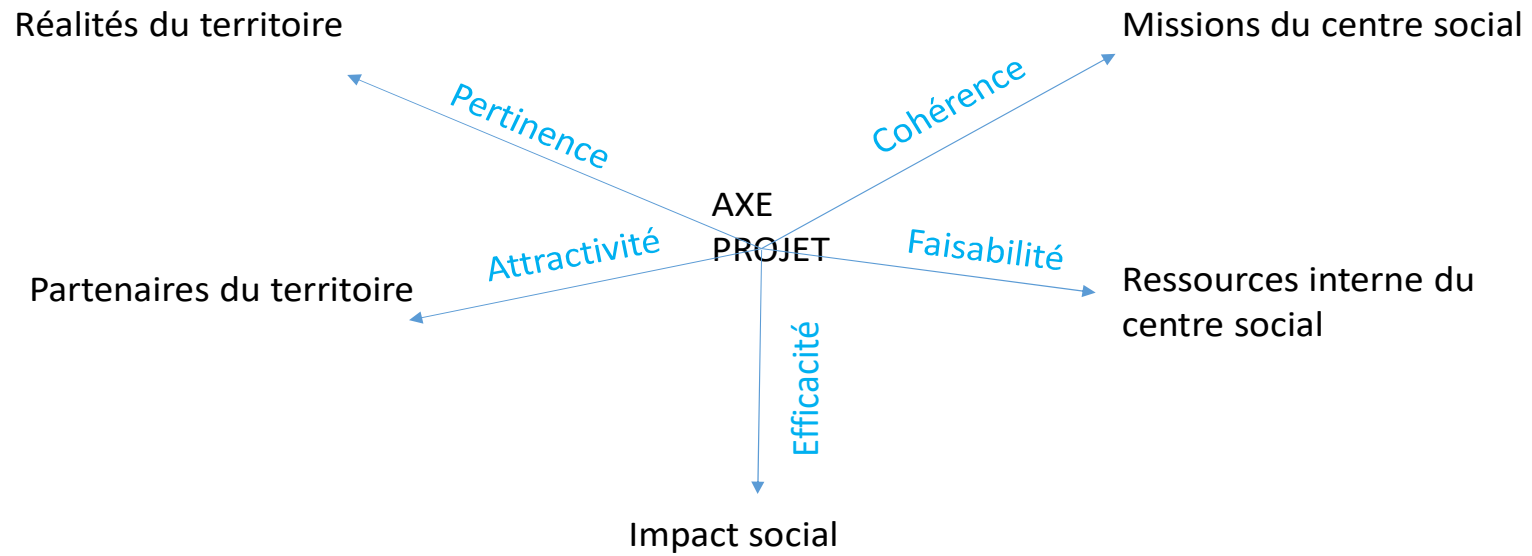 Réalités du territoire
Missions du centre social
Pertinence
Cohérence
AXE
PROJET
Attractivité
Faisabilité
Partenaires du territoire
Ressources interne du
centre social
Efficacité
Impact social